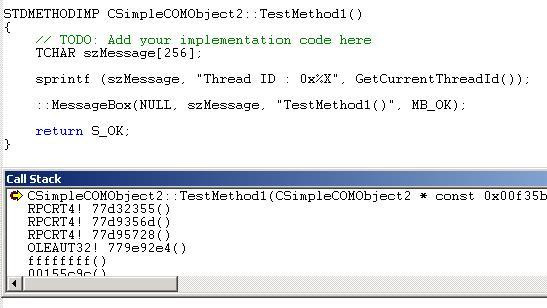 STDMETHODIMP CSimpleCOMObject2::TestMethod1()
{
// TODO: Add your implementation code here
TCHAR szMessage[256];
sprintf (szMessage, "Thread ID : 0x%X", GetCurrentThreadId());
::MessageBox(NULL, szMessage, "TestMethod1()", MB_OK);
return S_OK;
}
Call Stack
CSimpleCOMObject2::TestMethod1(CSimpleCOMObject2 * const 0x00f35b
RPCRT4! 77d32355()
RPCRT4! 77d9356d()
RPCRT4! 77d95728()
OLEAUT32! 779e92e4()
ffffffff()
00155c9c()